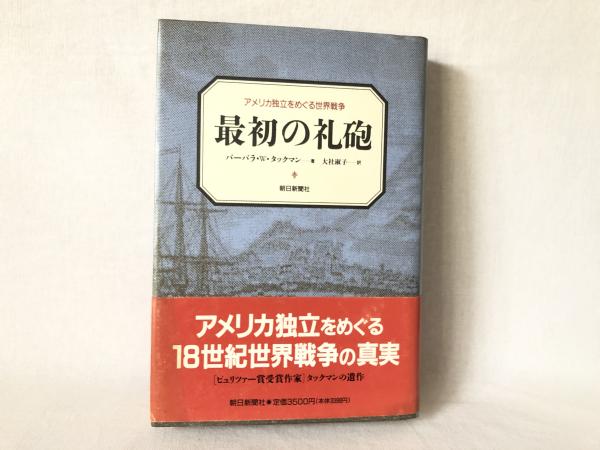 アメリカ独立をめぐる世界戦争
最初の礼砲
バーバラ・W・タックマン──著 大社淑子──訳
朝日新聞社
アメリカ独立をめぐる
18世紀世界戦争の真実
[ピュリツァー賞受賞作家]タックマンの遺作
朝日新聞社●定価3500円(本体3398円)